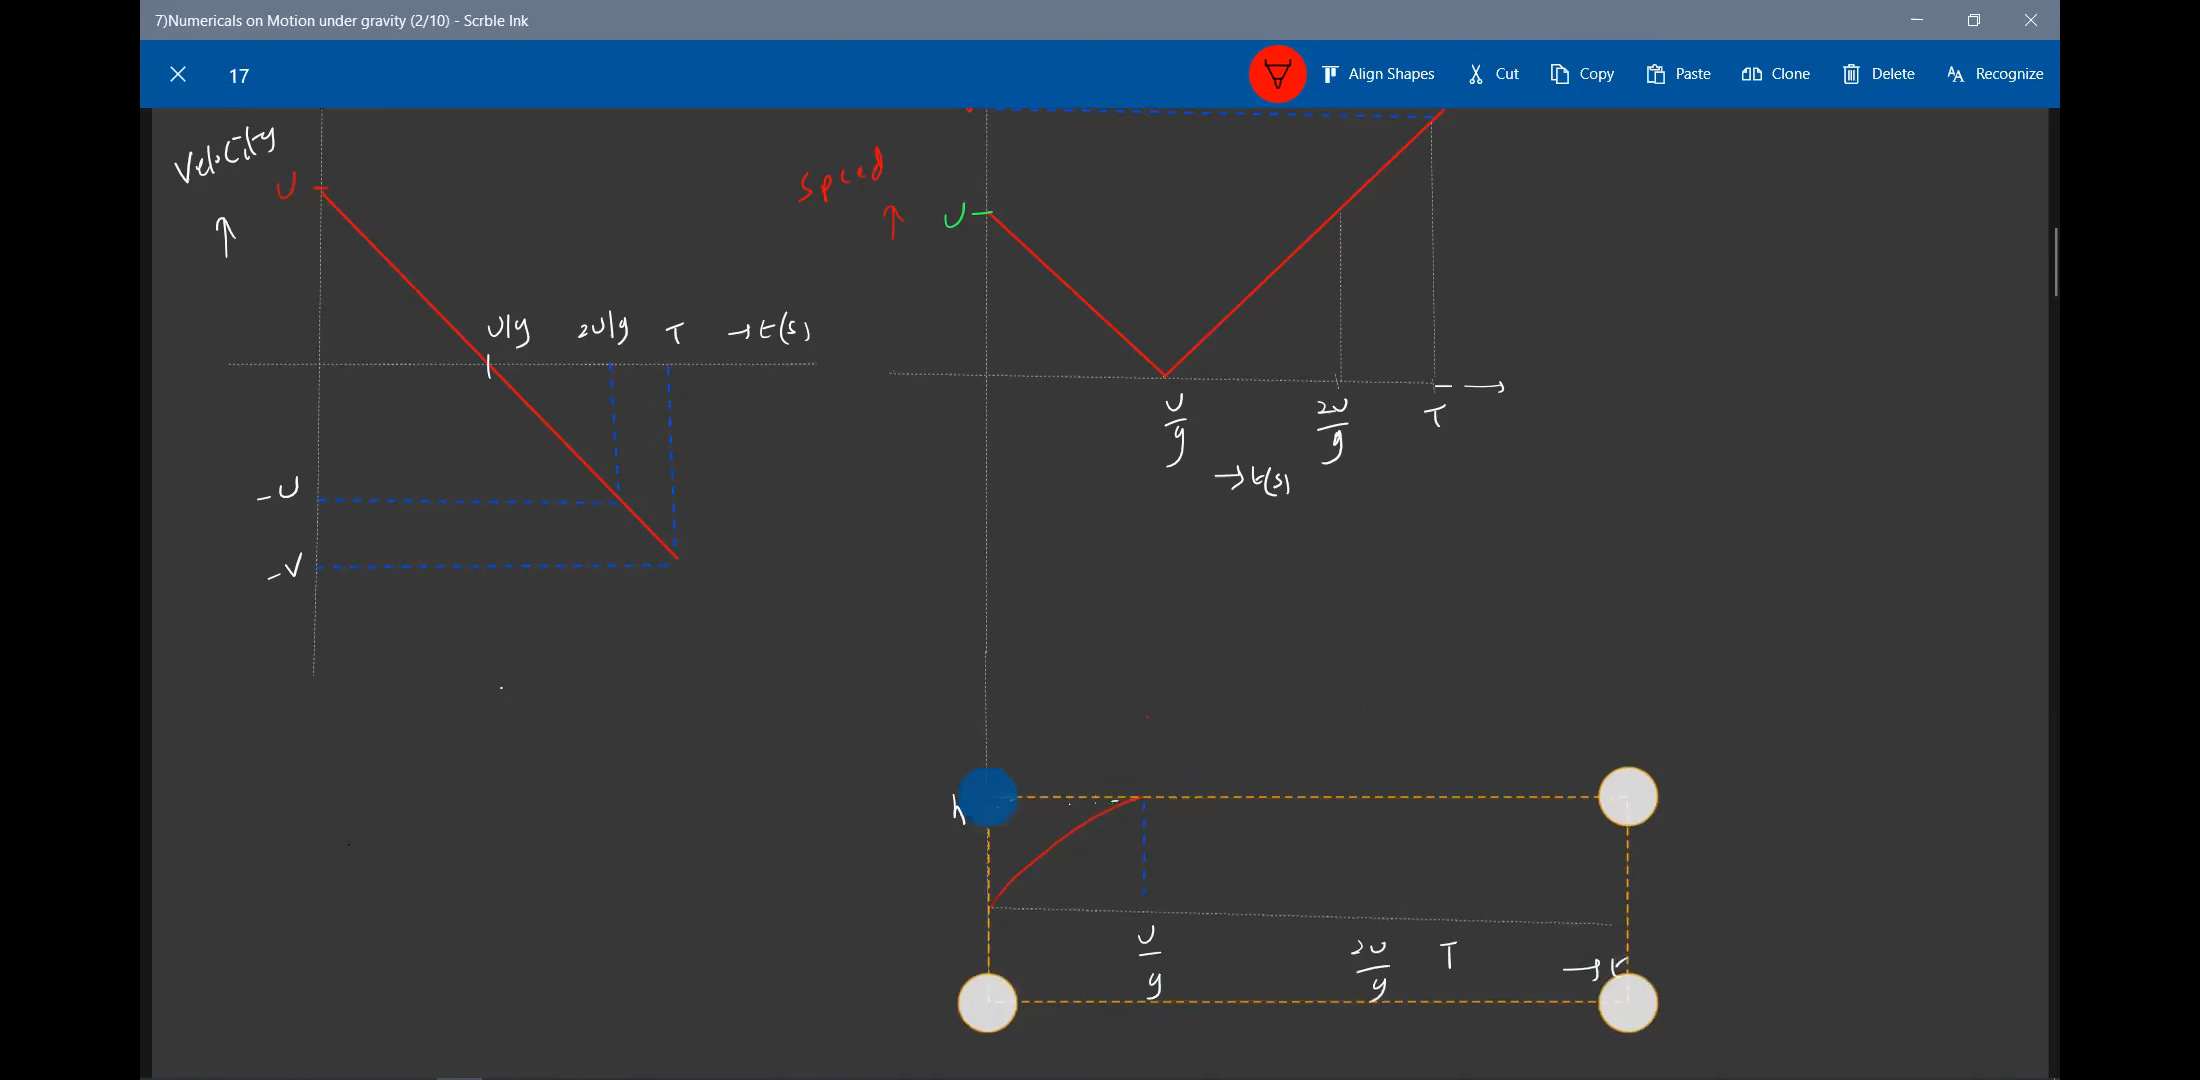 7)Numericals on Motion under gravity (2/10) - Scrble Ink
17
Align Shapes
Cut
Copy
Paste
Clone
Delete
Recognize
Velocity
↑
U
U/g 2U/g T → t(s)
-U
-V
Speed
↑
U
U/g 2U/g T →
→ t(s)
h
U/g 2U/g T → t